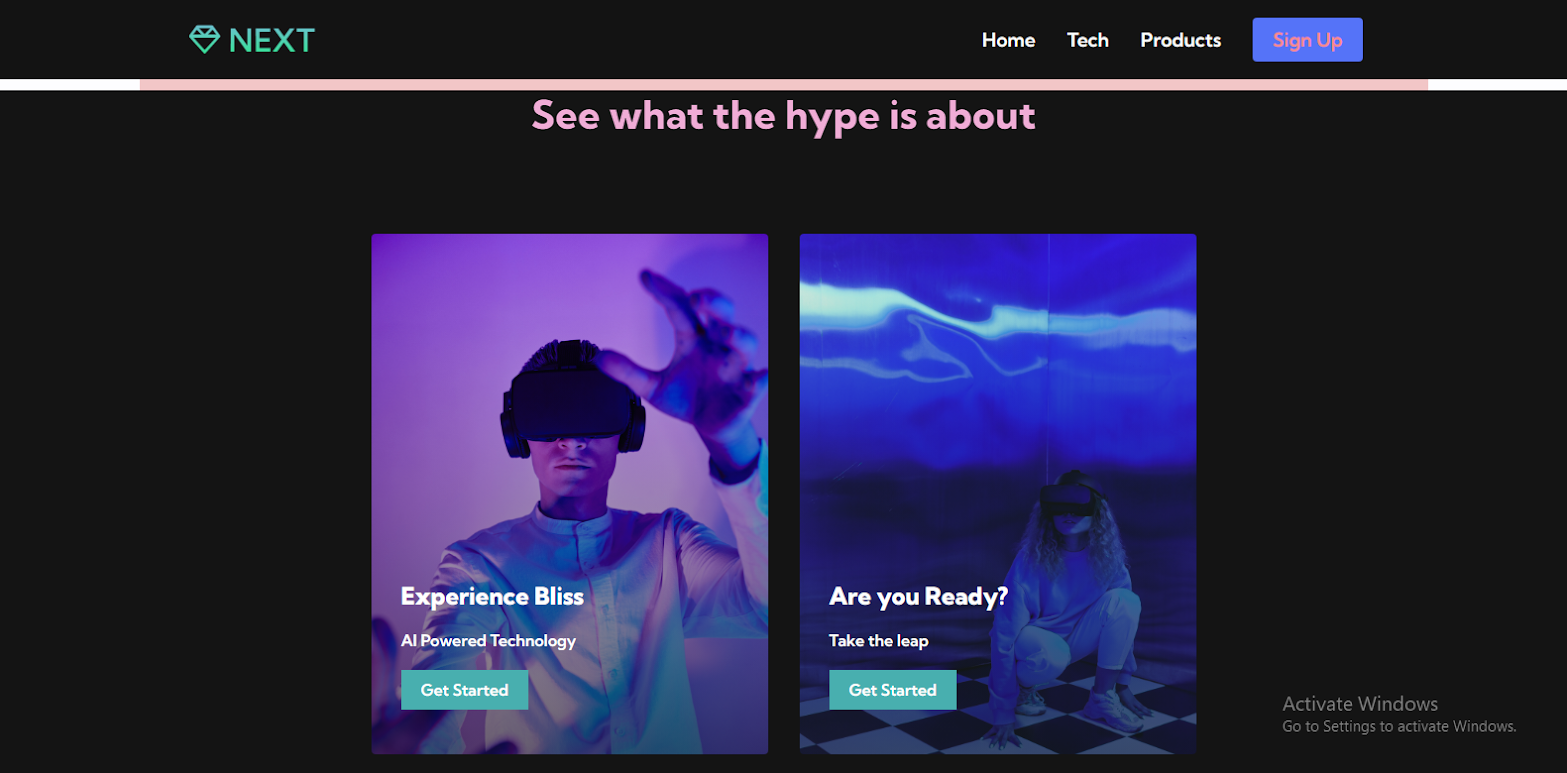 NEXT
Home Tech Products Sign Up
See what the hype is about
Experience Bliss
AI Powered Technology
Get Started
Are you Ready?
Take the leap
Get Started
Activate Windows
Go to Settings to activate Windows.